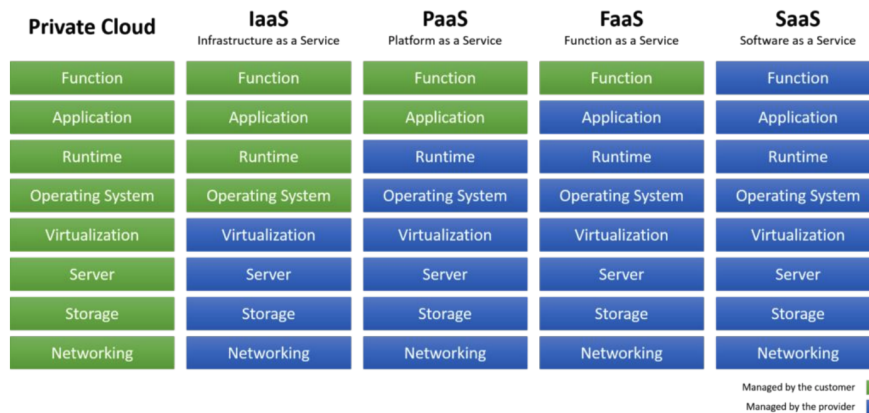 Private Cloud
IaaS
Infrastructure as a Service
PaaS
Platform as a Service
FaaS
Function as a Service
SaaS
Software as a Service
Function
Function
Function
Function
Function
Application
Application
Application
Application
Application
Runtime
Runtime
Runtime
Runtime
Runtime
Operating System
Operating System
Operating System
Operating System
Operating System
Virtualization
Virtualization
Virtualization
Virtualization
Virtualization
Server
Server
Server
Server
Server
Storage
Storage
Storage
Storage
Storage
Networking
Networking
Networking
Networking
Networking
Managed by the customer
Managed by the provider